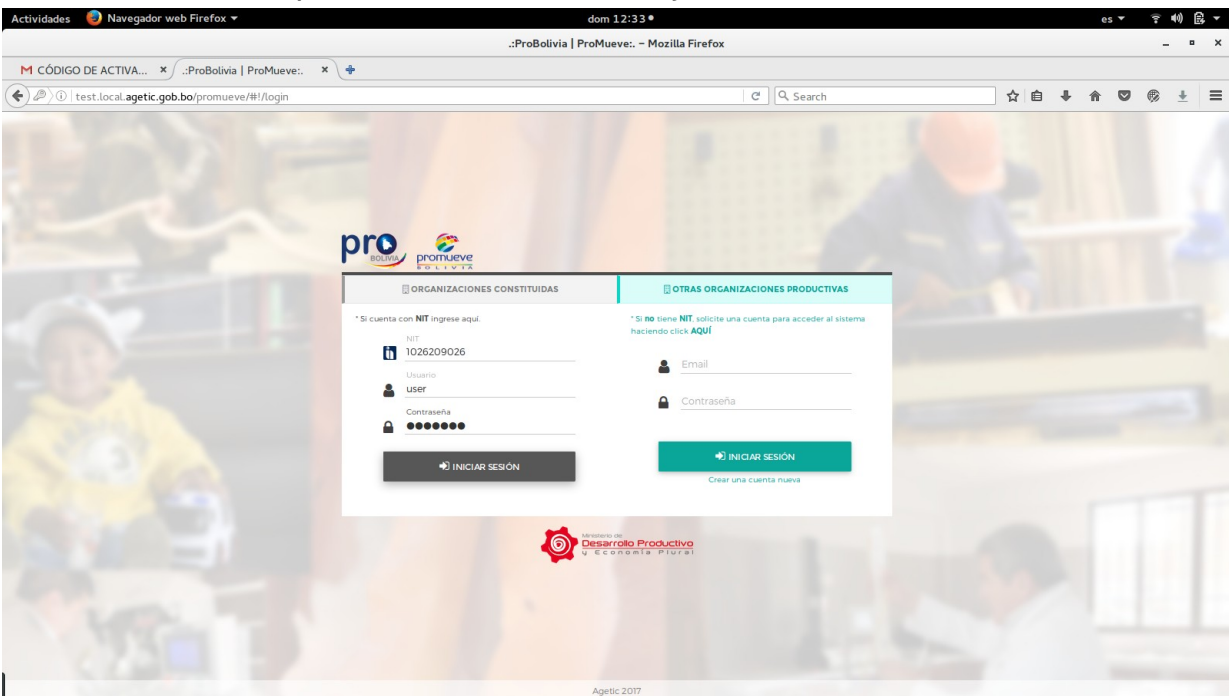 Actividades Navegador web Firefox dom 12:33 es
.:ProBolivia | ProMueve:. – Mozilla Firefox
CÓDIGO DE ACTIVA... .:ProBolivia | ProMueve:.
test.local.agetic.gob.bo/promueve/#!/login Search
pro BOLIVIA promueve BOLIVIA
ORGANIZACIONES CONSTITUIDAS
* Si cuenta con NIT ingrese aquí.
NIT
1026209026
Usuario
user
Contraseña
●●●●●●●
INICIAR SESIÓN
OTRAS ORGANIZACIONES PRODUCTIVAS
* Si no tiene NIT, solicite una cuenta para acceder al sistema
haciendo click AQUÍ
Email
Contraseña
INICIAR SESIÓN
Crear una cuenta nueva
Ministerio de
Desarrollo Productivo
y Economía Plural
Agetic 2017